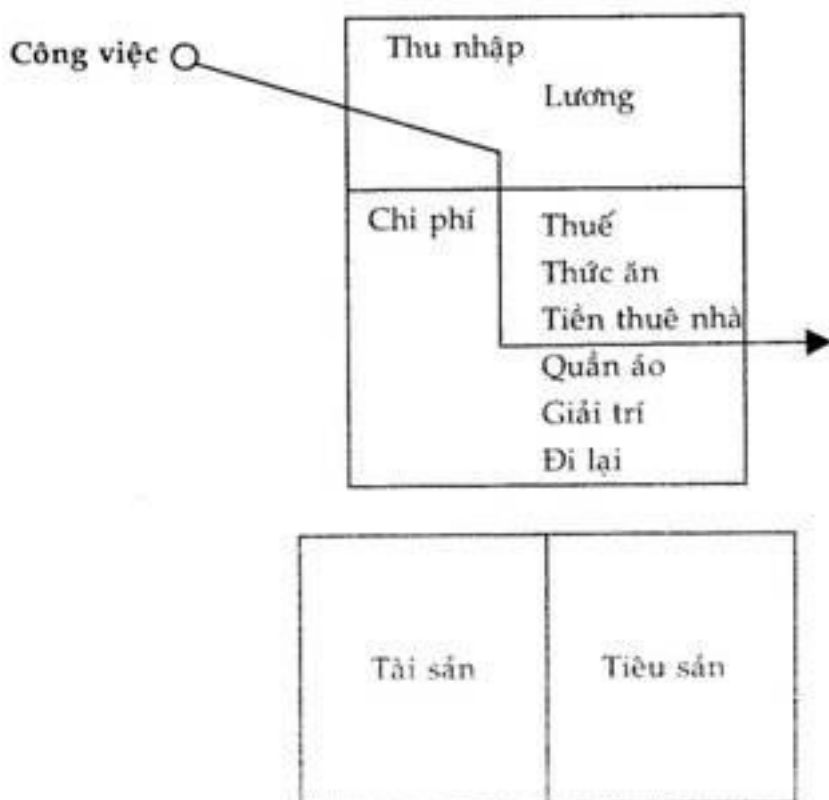 Công việc
Thu nhập
Lương
Chi phí
Thuế
Thức ăn
Tiền thuê nhà
Quần áo
Giải trí
Đi lại
Tài sản
Tiêu sản